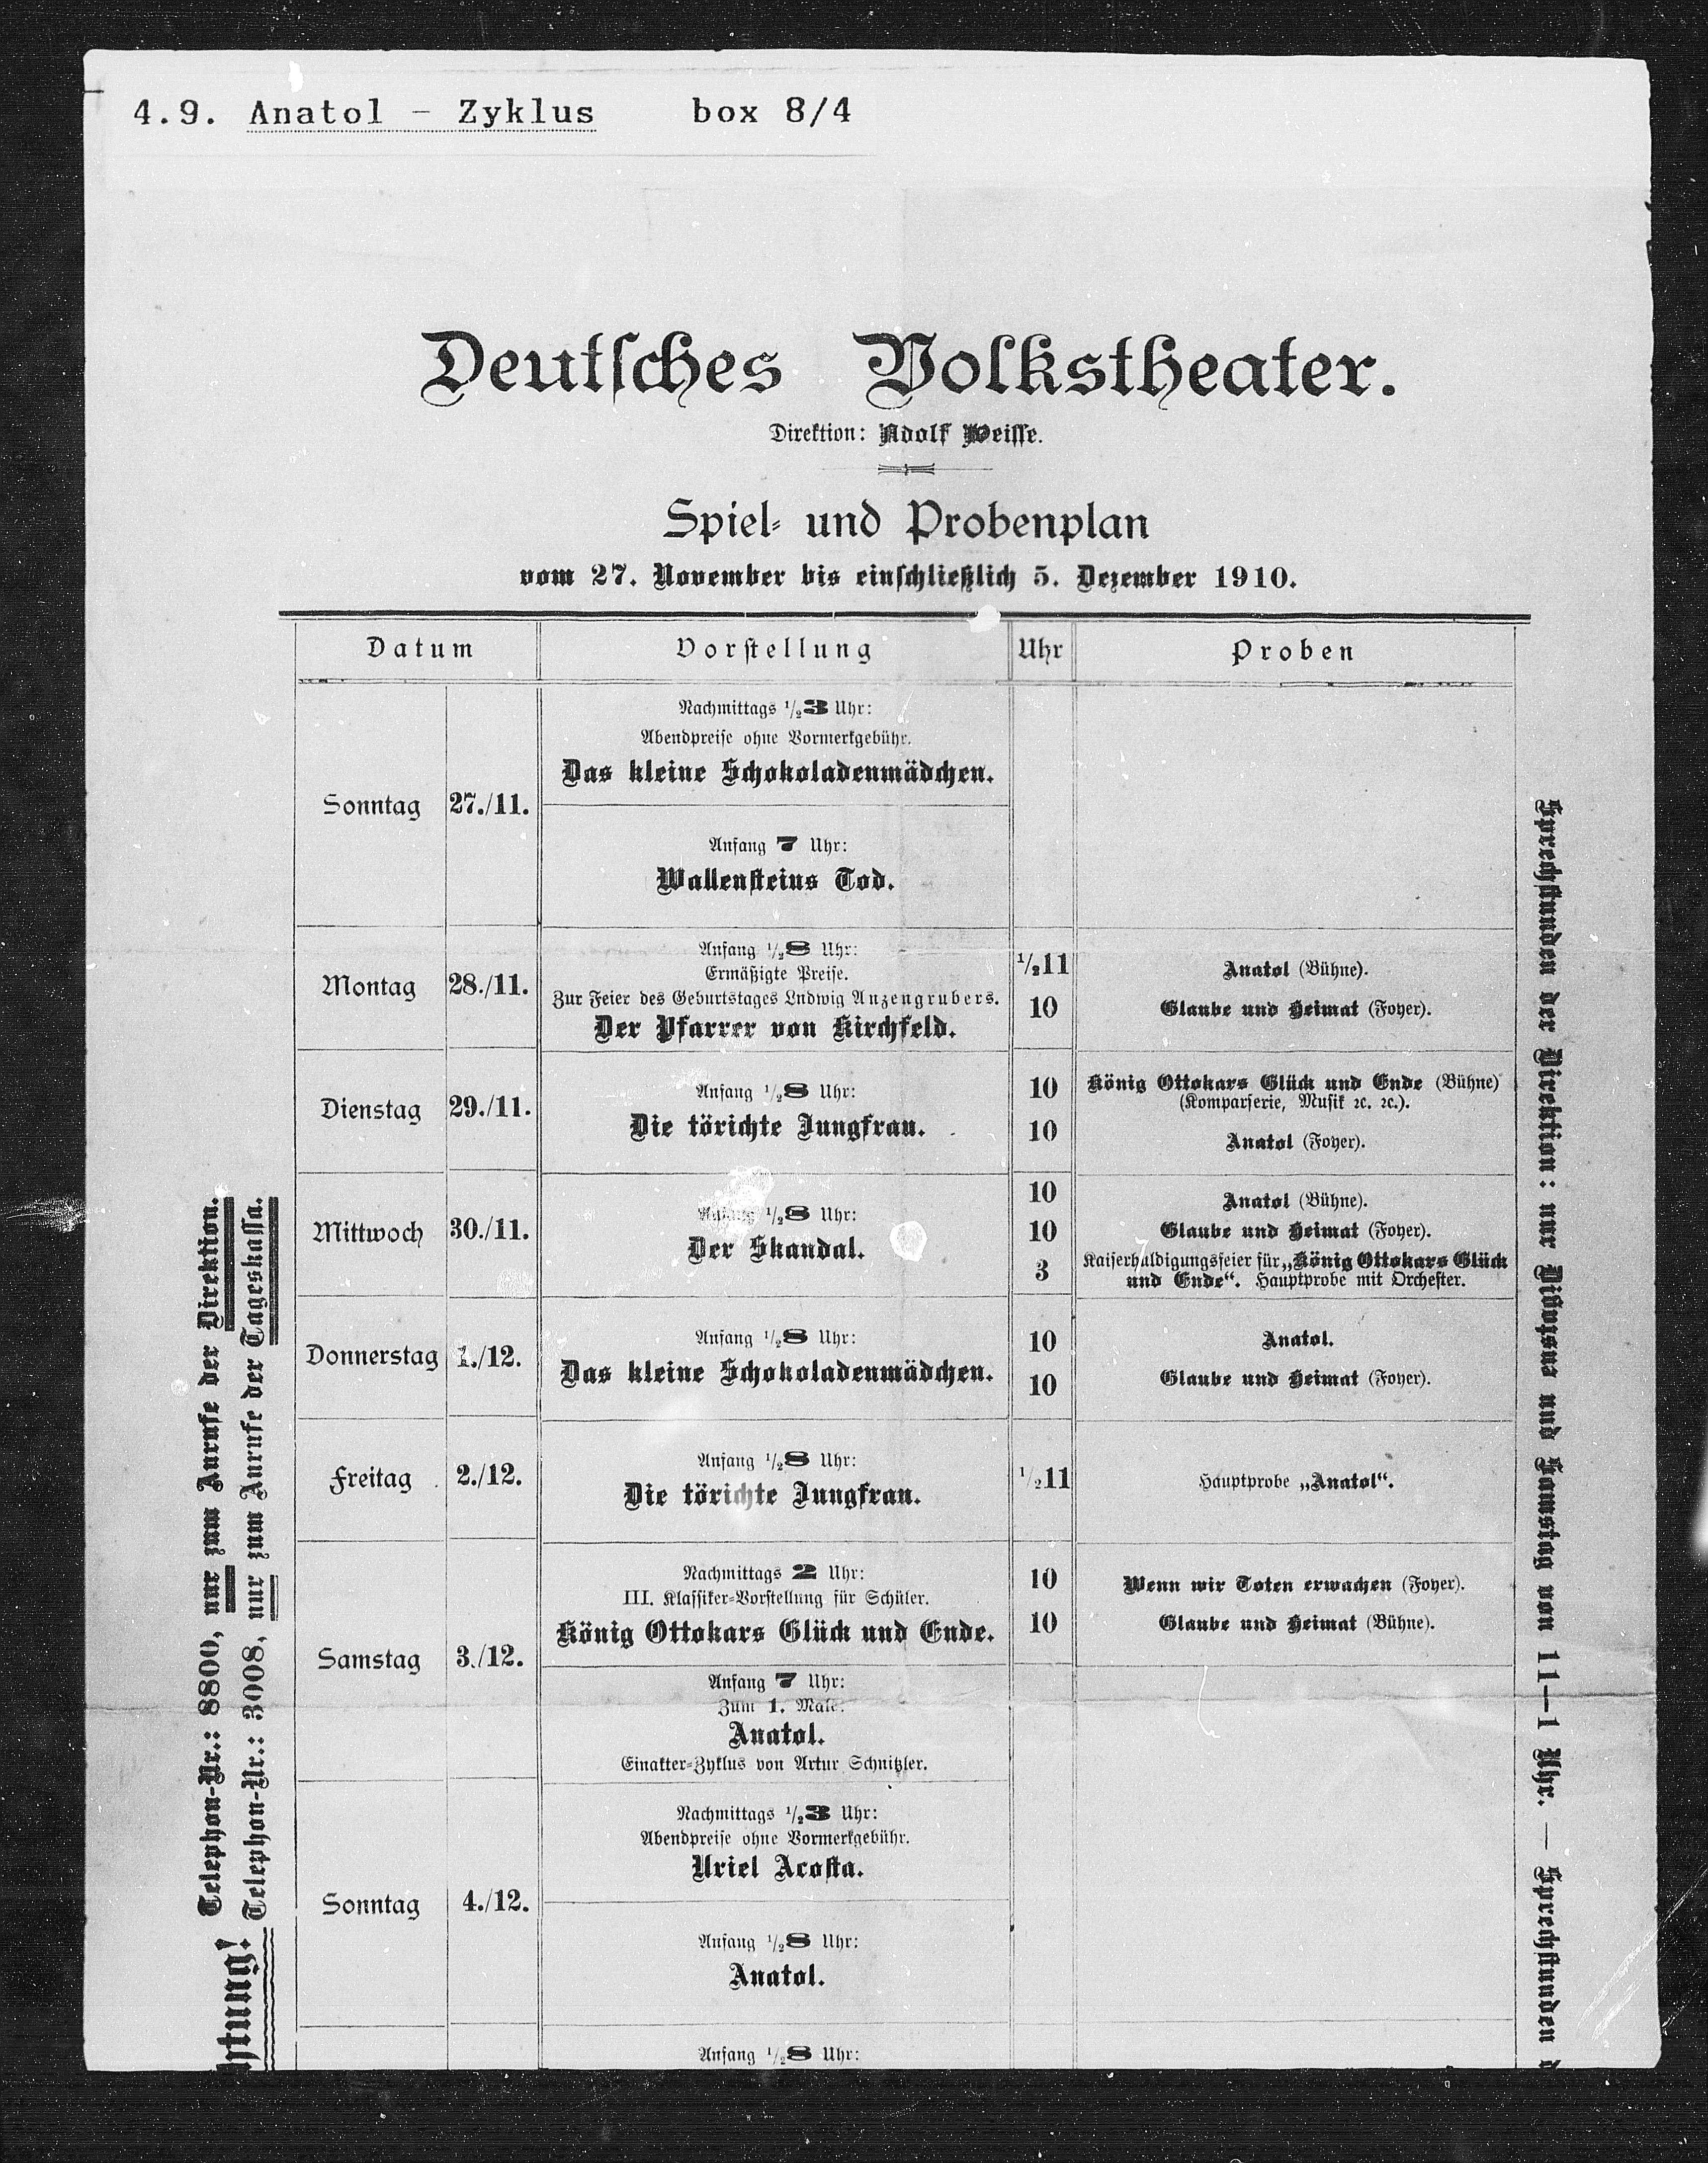 4.9. Anatol - Zyklus box 8/4
Deutsches Volkstheater.
Direktion: Adolf Weisse.
Spiel- und Probenplan
vom 27. November bis einschließlich 5. Dezember 1910.
Datum Vorstellung Uhr Proben
Sonntag 27./11.
Nachmittags 1/2 3 Uhr:
Abendpreise ohne Vormerkgebühr.
Das kleine Schokoladenmädchen.
Anfang 7 Uhr:
Wallensteins Tod.
Montag 28./11.
Anfang 1/2 8 Uhr:
Ermäßigte Preise.
Zur Feier des Geburtstages Ludwig Anzengrubers.
Der Pfarrer von Kirchfeld.
1/2 11 Anatol (Bühne).
10 Glaube und Heimat (Foyer).
Dienstag 29./11.
Anfang 1/2 8 Uhr:
Die törichte Jungfrau.
10 König Ottokars Glück und Ende (Bühne)
(Komparserie, Musik ꝛc. ꝛc.).
10 Anatol (Foyer).
Mittwoch 30./11.
Anfang 1/2 8 Uhr:
Der Skandal.
10 Anatol (Bühne).
10 Glaube und Heimat (Foyer).
3 Kaiserhuldigungsfeier für „König Ottokars Glück
und Ende“. Hauptprobe mit Orchester.
Donnerstag 1./12.
Anfang 1/2 8 Uhr:
Das kleine Schokoladenmädchen.
10 Anatol.
10 Glaube und Heimat (Foyer).
Freitag 2./12.
Anfang 1/2 8 Uhr:
Die törichte Jungfrau.
1/2 11 Hauptprobe „Anatol“.
Samstag 3./12.
Nachmittags 2 Uhr:
III. Klassiker-Vorstellung für Schüler.
König Ottokars Glück und Ende.
10 Wenn wir Toten erwachen (Foyer).
10 Glaube und Heimat (Bühne).
Anfang 7 Uhr:
Zum 1. Male:
Anatol.
Einakter-Zyklus von Artur Schnitzler.
Sonntag 4./12.
Nachmittags 1/2 3 Uhr:
Abendpreise ohne Vormerkgebühr.
Uriel Acosta.
Anfang 1/2 8 Uhr:
Anatol.
Anfang 1/2 8 Uhr:
htung!
Telephon-Nr.: 8800, nur zum Anrufe der Direktion.
Telephon-Nr.: 3008, nur zum Anrufe der Tageskassa.
Sprechstunden der Direktion: nur Dienstag und Samstag von 11—1 Uhr. — Sprechstunden d